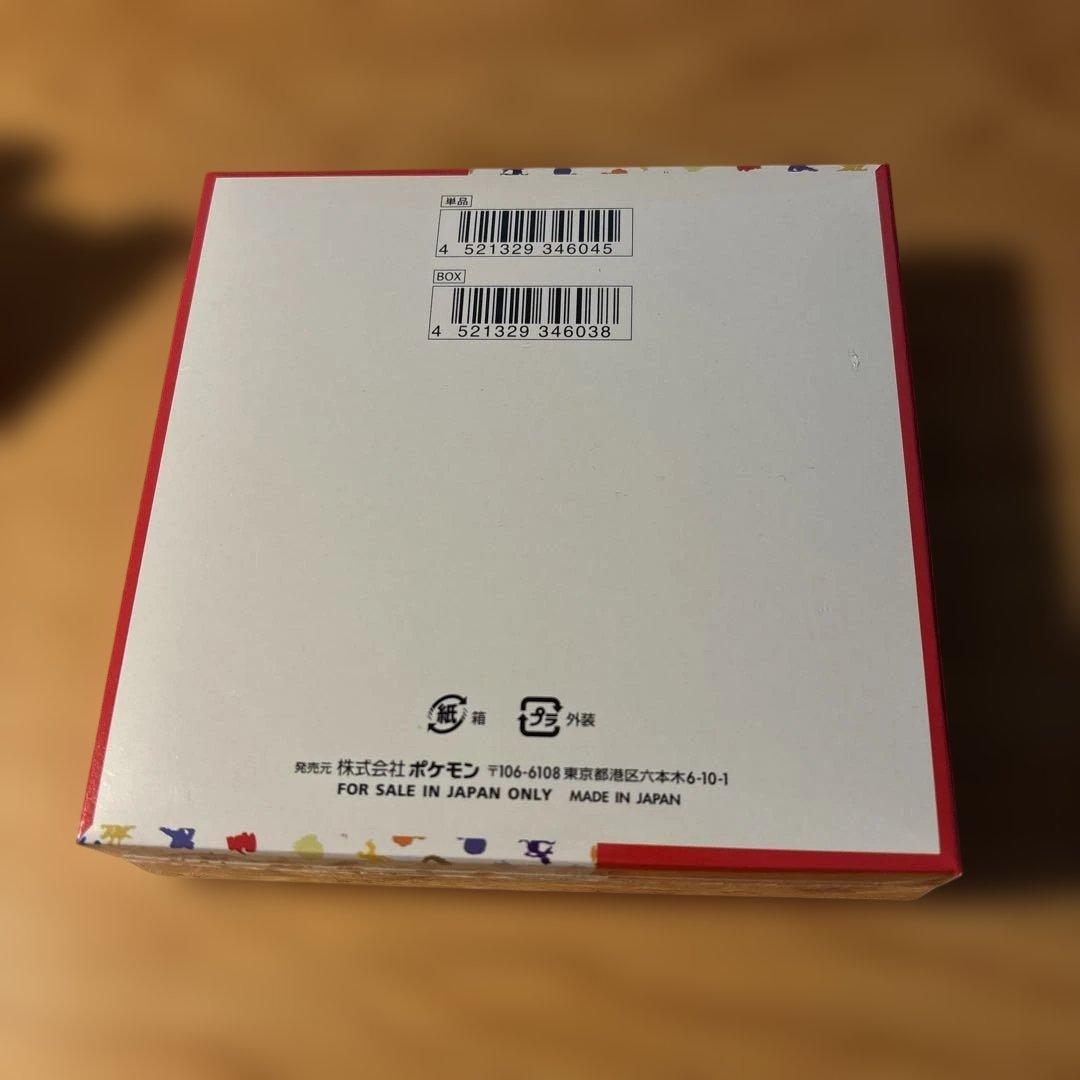 単品
4 521329 346045
BOX
4 521329 346038
紙 箱
プラ 外装
発売元 株式会社 ポケモン 〒106-6108 東京都港区六本木6-10-1
FOR SALE IN JAPAN ONLY MADE IN JAPAN